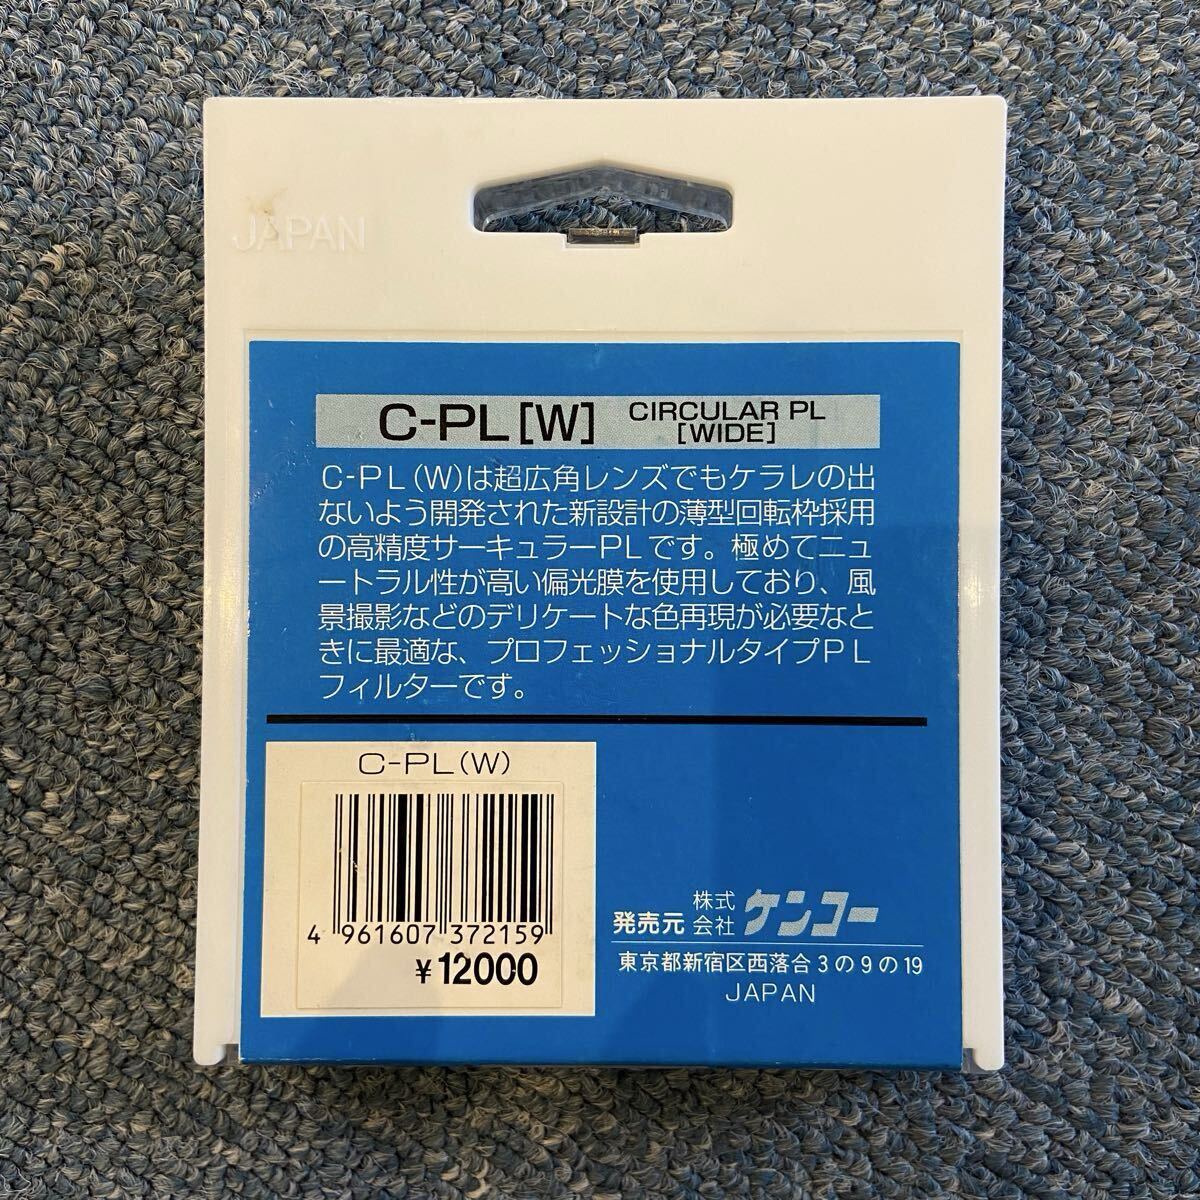 JAPAN
C-PL[W] CIRCULAR PL
[WIDE]
C-PL(W)は超広角レンズでもケラレの出
ないよう開発された新設計の薄型回転枠採用
の高精度サーキュラーPLです。極めてニュ
ートラル性が高い偏光膜を使用しており、風
景撮影などのデリケートな色再現が必要なと
きに最適な、プロフェッショナルタイプPL
フィルターです。
C-PL(W)
4 961607 372159
¥12000
発売元 株式会社 ケンコー
東京都新宿区西落合3の9の19
JAPAN